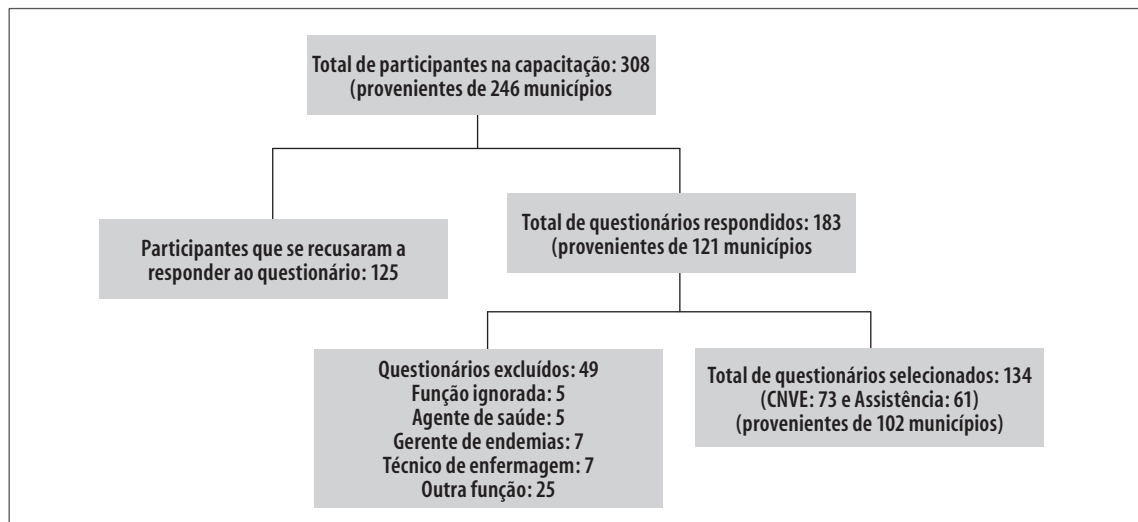 Total de participantes na capacitação: 308
(provenientes de 246 municípios
Participantes que se recusaram a
responder ao questionário: 125
Total de questionários respondidos: 183
(provenientes de 121 municípios
Questionários excluídos: 49
Função ignorada: 5
Agente de saúde: 5
Gerente de endemias: 7
Técnico de enfermagem: 7
Outra função: 25
Total de questionários selecionados: 134
(CNVE: 73 e Assistência: 61)
(provenientes de 102 municípios)